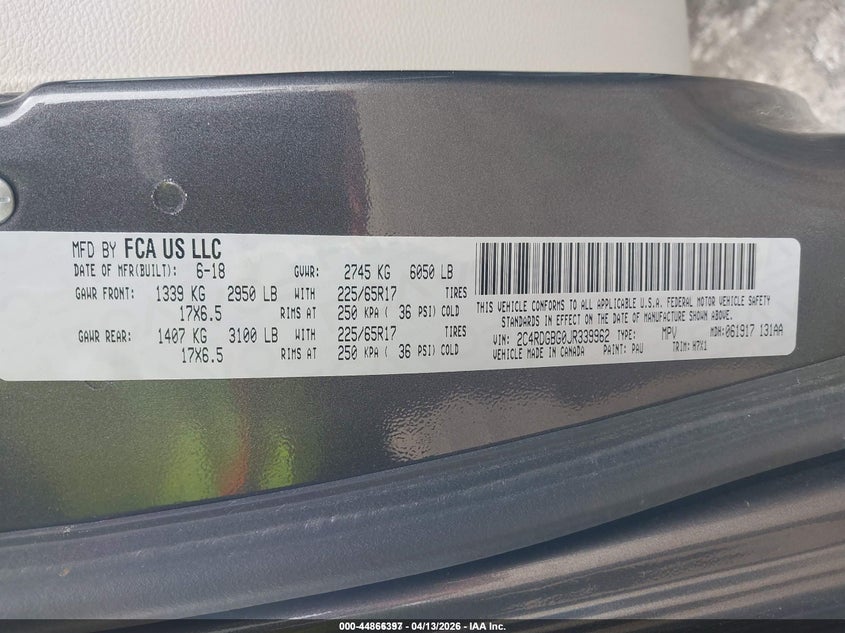 MFD BY FCA US LLC
DATE OF MFR(BUILT): 6-18 GVWR: 2745 KG 6050 LB
GAWR FRONT: 1339 KG 2950 LB WITH 225/65R17 TIRES
17X6.5 RIMS AT 250 KPA ( 36 PSI) COLD
GAWR REAR: 1407 KG 3100 LB WITH 225/65R17 TIRES
17X6.5 RIMS AT 250 KPA ( 36 PSI) COLD
THIS VEHICLE CONFORMS TO ALL APPLICABLE U.S.A. FEDERAL MOTOR VEHICLE SAFETY
STANDARDS IN EFFECT ON THE DATE OF MANUFACTURE SHOWN ABOVE.
VIN: 2C4RDGBG0JR339962 TYPE: MPV MDH: 061917 131AA
VEHICLE MADE IN CANADA PAINT: PAU TRIM: H7X1
000-44866397 - 04/13/2026 - IAA Inc.